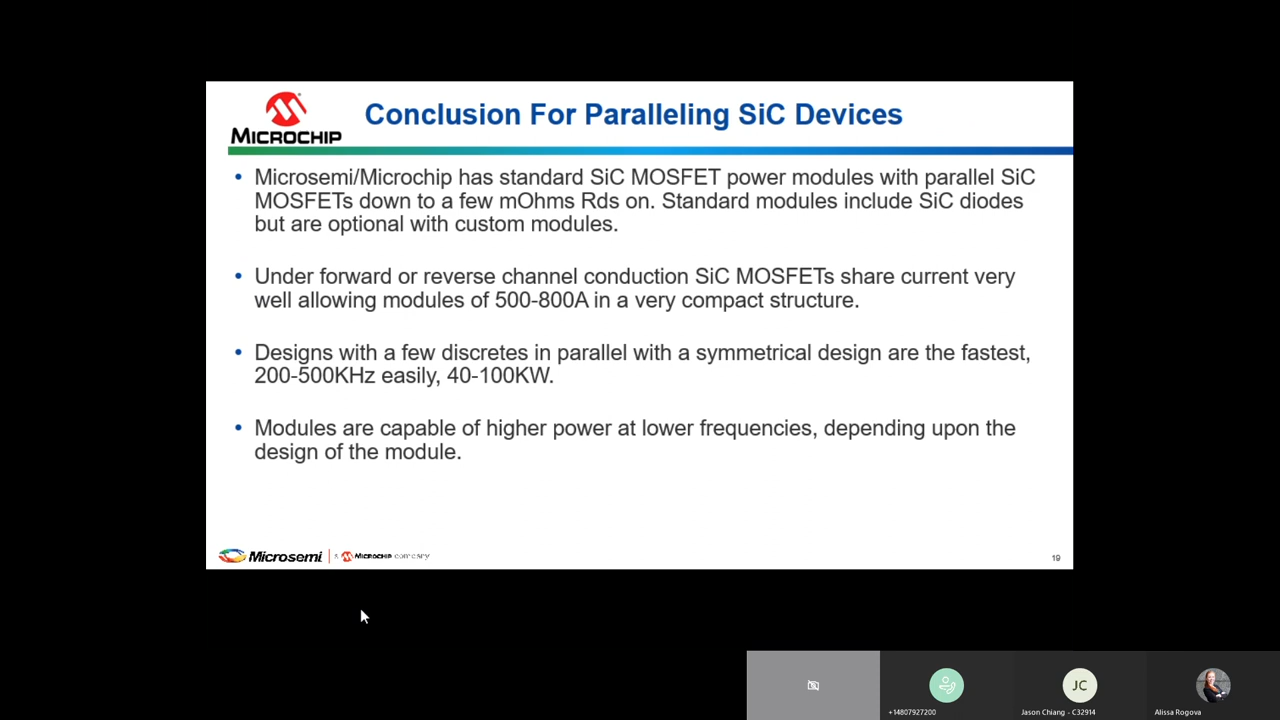 MICROCHIP
Conclusion For Paralleling SiC Devices
• Microsemi/Microchip has standard SiC MOSFET power modules with parallel SiC
MOSFETs down to a few mOhms Rds on. Standard modules include SiC diodes
but are optional with custom modules.
• Under forward or reverse channel conduction SiC MOSFETs share current very
well allowing modules of 500-800A in a very compact structure.
• Designs with a few discretes in parallel with a symmetrical design are the fastest,
200-500KHz easily, 40-100KW.
• Modules are capable of higher power at lower frequencies, depending upon the
design of the module.
Microsemi | a MICROCHIP company
19
JC
+14807927200
Jason Chiang - C32914
Alissa Rogova